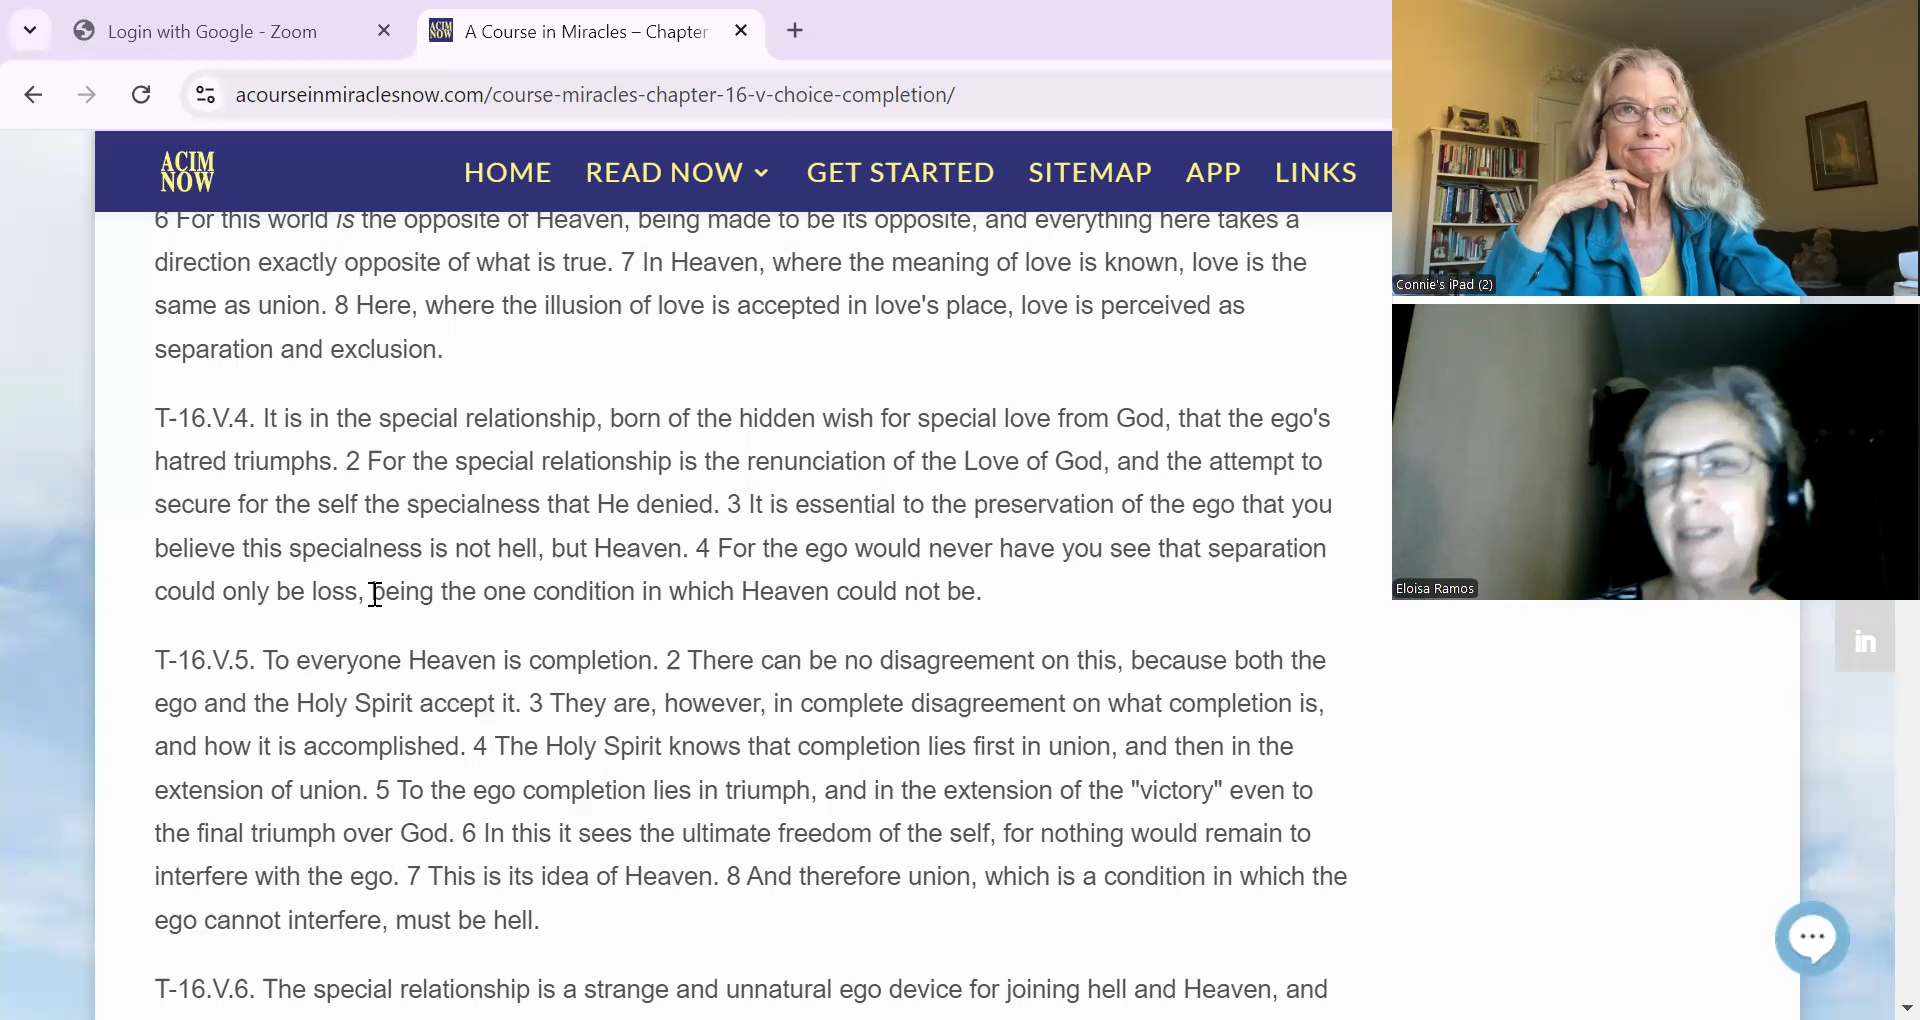 Login with Google - Zoom
A Course in Miracles – Chapter
acourseinmiraclesnow.com/course-miracles-chapter-16-v-choice-completion/
ACIM
NOW
HOME READ NOW GET STARTED SITEMAP APP LINKS
6 For this world is the opposite of Heaven, being made to be its opposite, and everything here takes a
direction exactly opposite of what is true. 7 In Heaven, where the meaning of love is known, love is the
same as union. 8 Here, where the illusion of love is accepted in love's place, love is perceived as
separation and exclusion.
T-16.V.4. It is in the special relationship, born of the hidden wish for special love from God, that the ego's
hatred triumphs. 2 For the special relationship is the renunciation of the Love of God, and the attempt to
secure for the self the specialness that He denied. 3 It is essential to the preservation of the ego that you
believe this specialness is not hell, but Heaven. 4 For the ego would never have you see that separation
could only be loss, being the one condition in which Heaven could not be.
T-16.V.5. To everyone Heaven is completion. 2 There can be no disagreement on this, because both the
ego and the Holy Spirit accept it. 3 They are, however, in complete disagreement on what completion is,
and how it is accomplished. 4 The Holy Spirit knows that completion lies first in union, and then in the
extension of union. 5 To the ego completion lies in triumph, and in the extension of the "victory" even to
the final triumph over God. 6 In this it sees the ultimate freedom of the self, for nothing would remain to
interfere with the ego. 7 This is its idea of Heaven. 8 And therefore union, which is a condition in which the
ego cannot interfere, must be hell.
T-16.V.6. The special relationship is a strange and unnatural ego device for joining hell and Heaven, and
Connie's iPad (2)
Eloisa Ramos
in